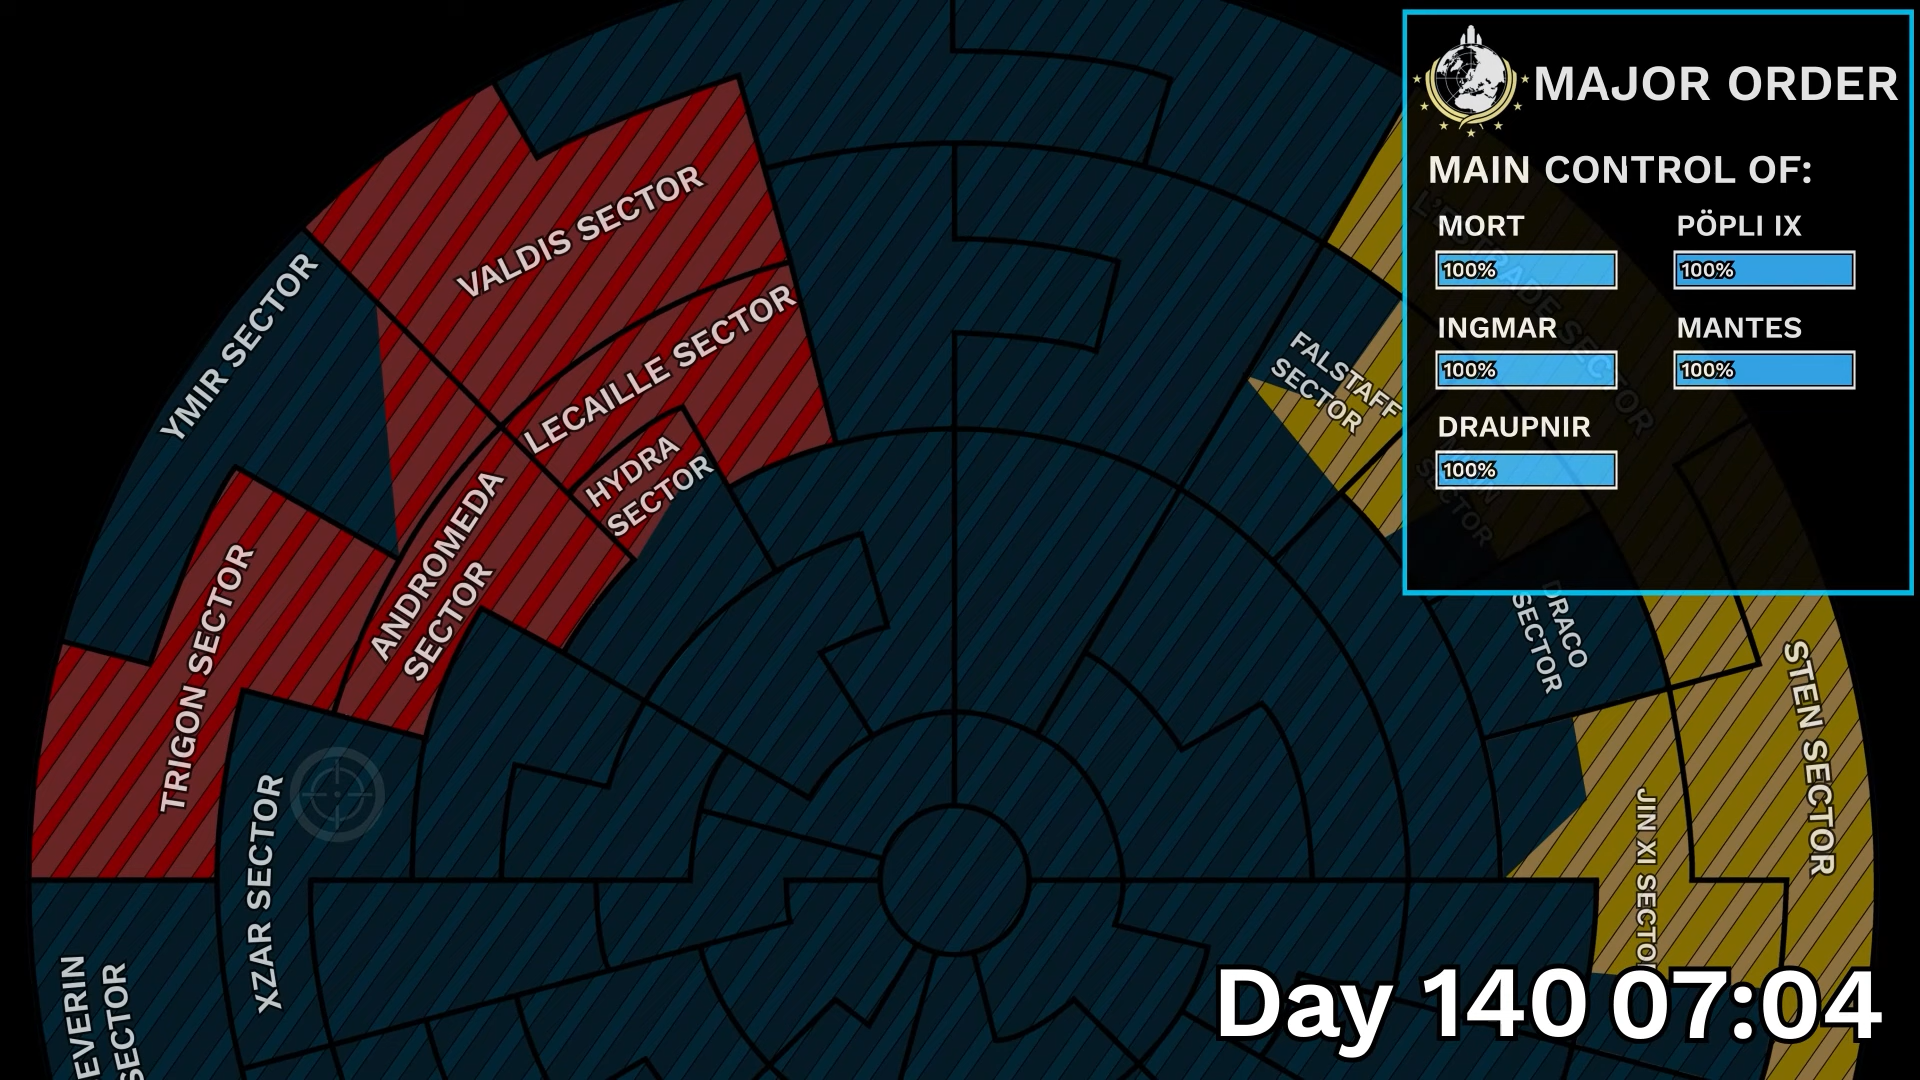 MAJOR ORDER
MAIN CONTROL OF:
MORT
100%
PÖPLI IX
100%
INGMAR
100%
MANTES
100%
DRAUPNIR
100%
VALDIS SECTOR
YMIR SECTOR
LECAILLE SECTOR
HYDRA
SECTOR
ANDROMEDA
SECTOR
TRIGON SECTOR
XZAR SECTOR
SECTOR
FALSTAFF
SECTOR
DRACO
SECTOR
STEN SECTOR
JIN XI SECTOR
Day 140 07:04